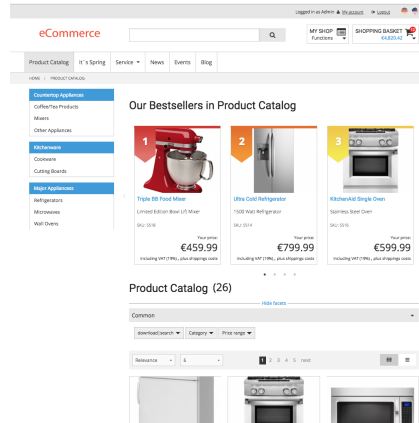 Logged in as Admin My account Logout
eCommerce
MY SHOP
Functions
SHOPPING BASKET
€4,820.42
Product Catalog It´s Spring Service News Events Blog
HOME / PRODUCT CATALOG
Countertop Appliances
Coffee/Tea Products
Mixers
Other Appliances
Kitchenware
Cookware
Cutting Boards
Major Appliances
Refrigerators
Microwaves
Wall Ovens
Our Bestsellers in Product Catalog
1
2
3
Triple BB Food Mixer
Limited Edition Bowl Lift Mixer
SKU: 5518
Your price:
€459.99
including VAT (19%) , plus shippings costs
Ultra Cold Refrigerator
1500 Watt Refrigerator
SKU: 5514
Your price:
€799.99
including VAT (19%) , plus shippings costs
KitchenAid Single Oven
Stainless Steel Oven
SKU: 5516
Your price:
€599.99
including VAT (19%) , plus shippings costs
Product Catalog (26)
Hide facets
Common
download|search Category Price range
Relevance 6 1 2 3 4 5 next